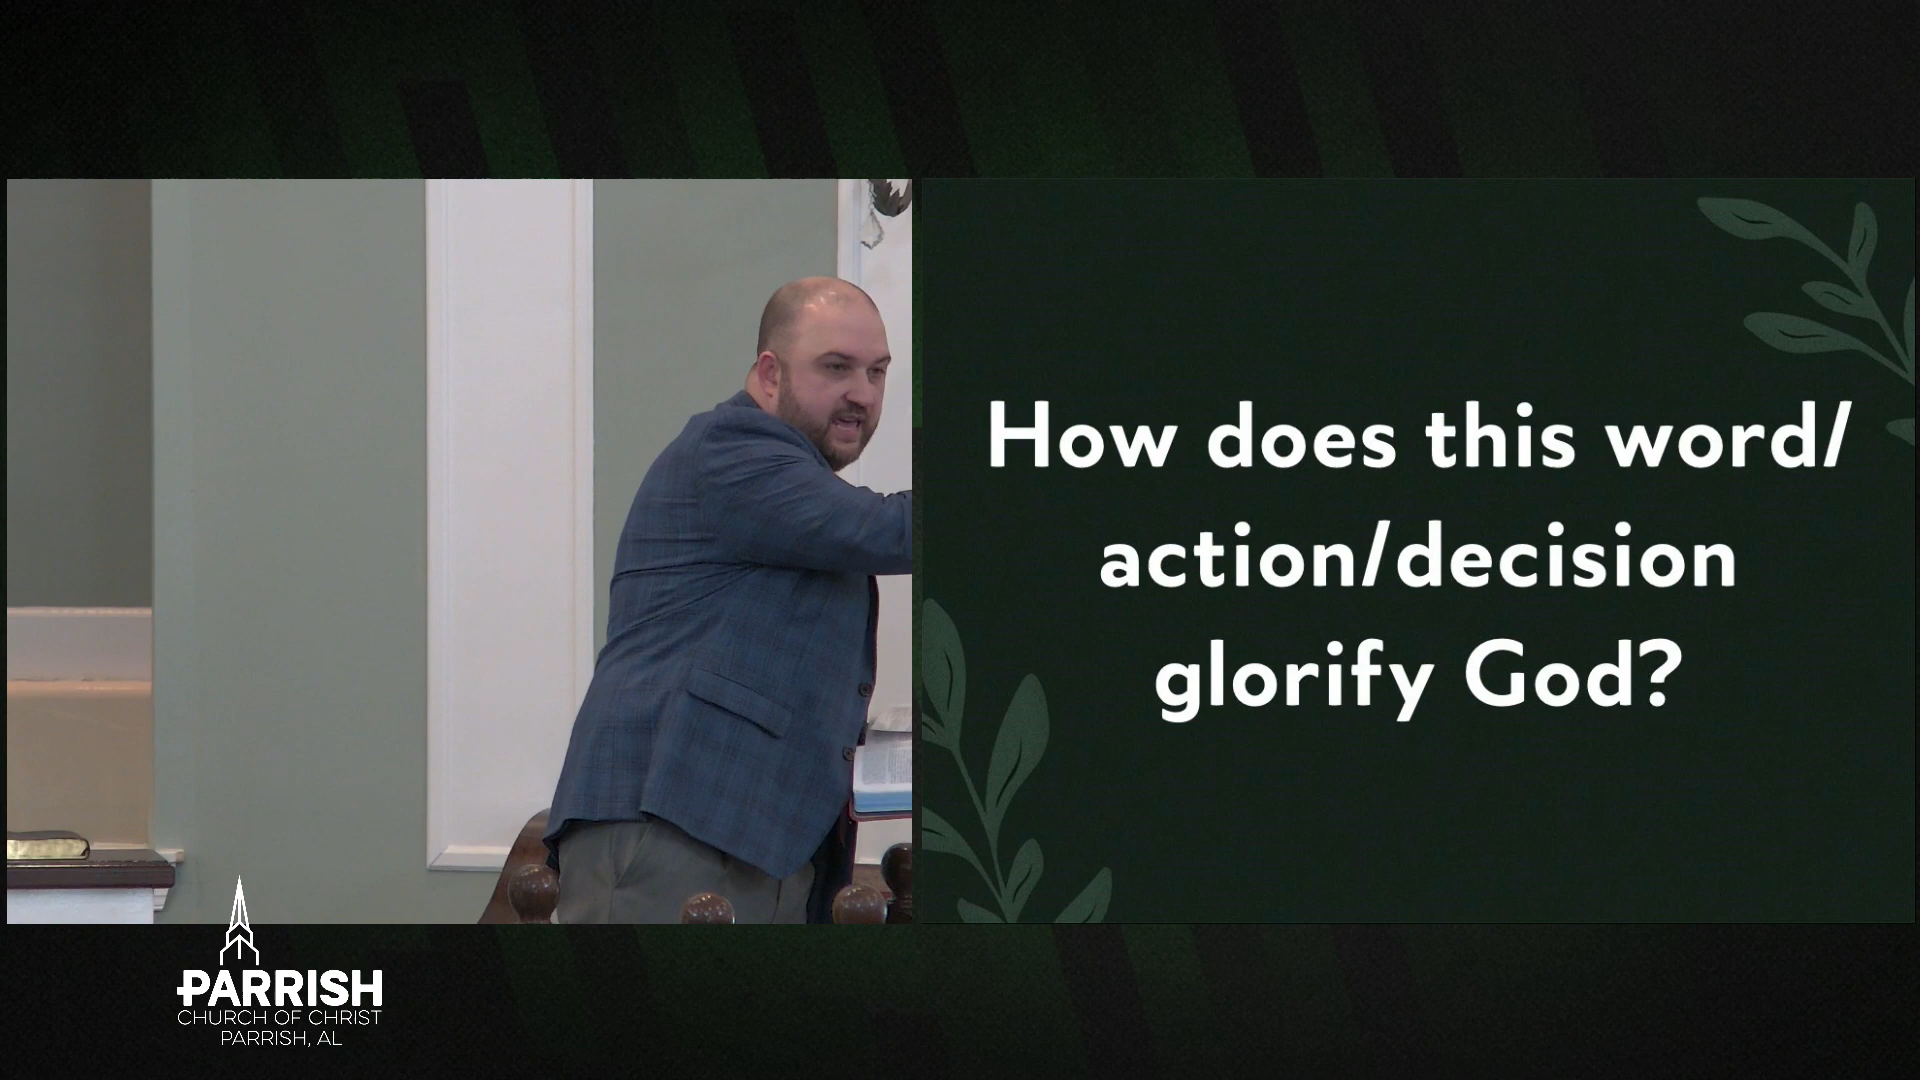 How does this word/
action/decision
glorify God?
PARRISH
CHURCH OF CHRIST
PARRISH, AL